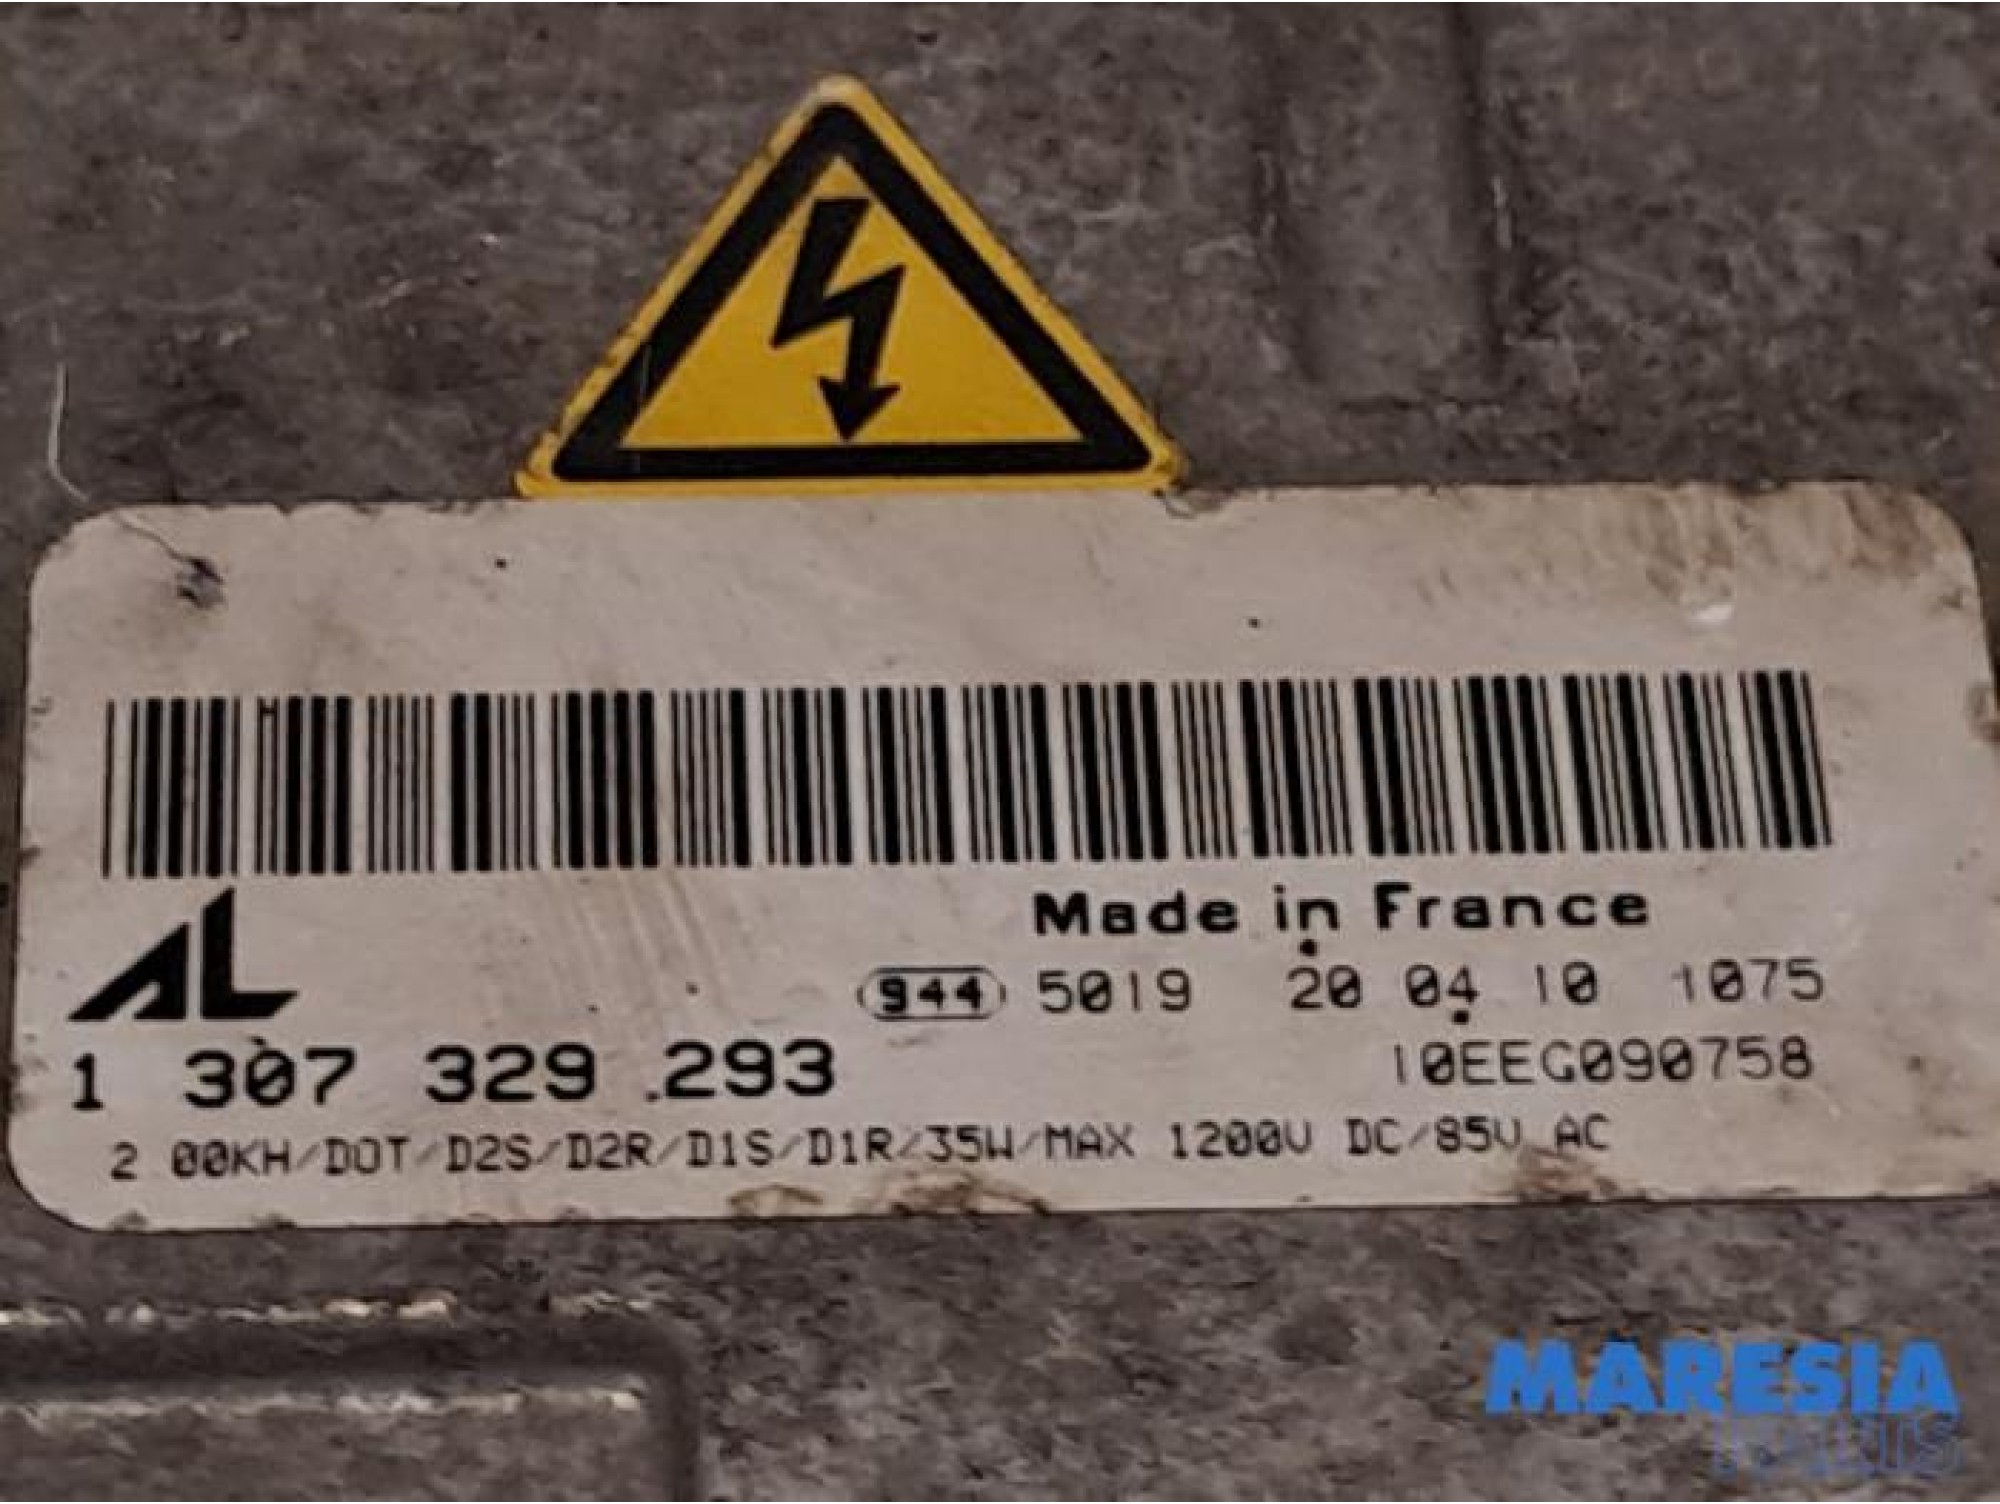 Made in France
AL
944 5019 20 04 10 1075
1 307 329 293
10EEG090758
2 00KH/DOT/D2S/D2R/D1S/D1R/35W/MAX 1200V DC/85V AC
MARESIA
PARTS